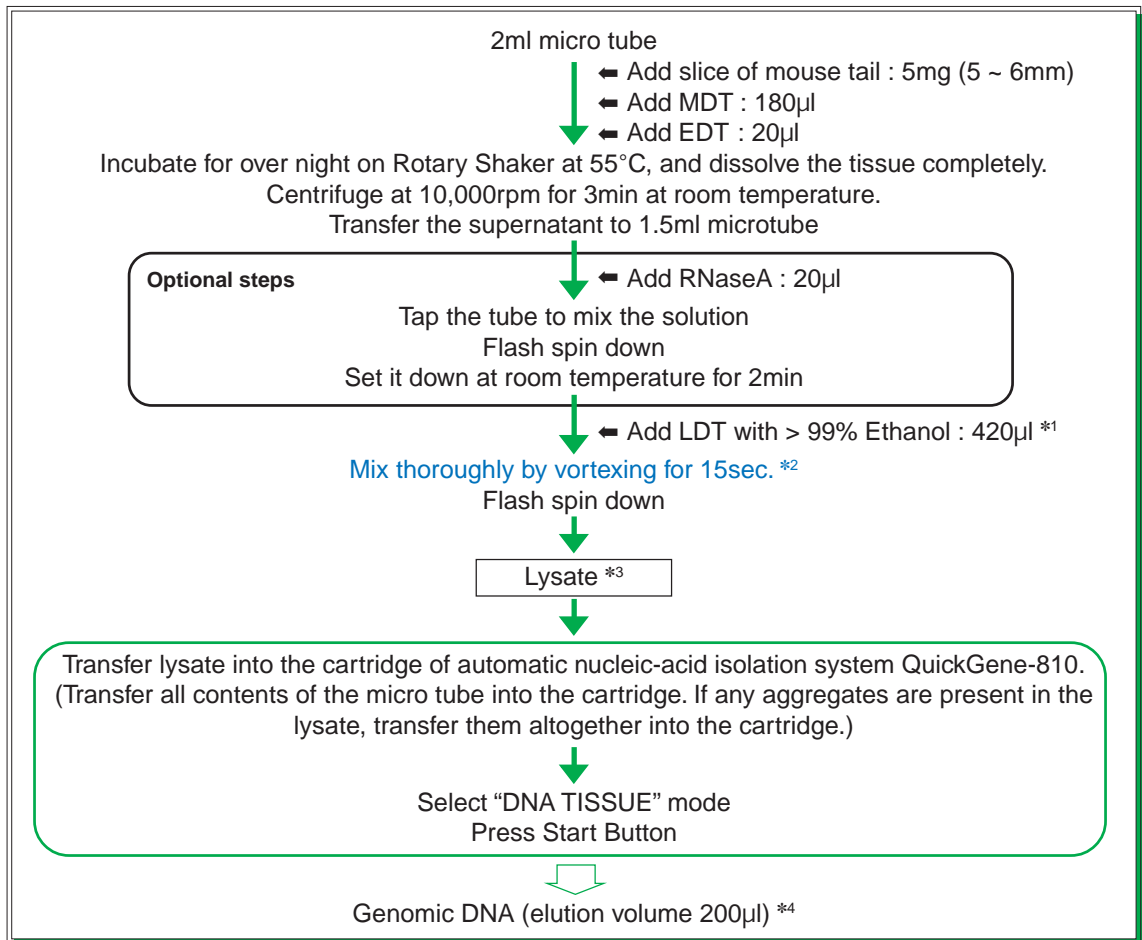 2ml micro tube
⬅ Add slice of mouse tail : 5mg (5 ~ 6mm)
⬅ Add MDT : 180µl
⬅ Add EDT : 20µl
Incubate for over night on Rotary Shaker at 55°C, and dissolve the tissue completely.
Centrifuge at 10,000rpm for 3min at room temperature.
Transfer the supernatant to 1.5ml microtube
Optional steps
⬅ Add RNaseA : 20µl
Tap the tube to mix the solution
Flash spin down
Set it down at room temperature for 2min
⬅ Add LDT with > 99% Ethanol : 420µl *1
Mix thoroughly by vortexing for 15sec. *2
Flash spin down
Lysate *3
Transfer lysate into the cartridge of automatic nucleic-acid isolation system QuickGene-810.
(Transfer all contents of the micro tube into the cartridge. If any aggregates are present in the
lysate, transfer them altogether into the cartridge.)
Select “DNA TISSUE” mode
Press Start Button
Genomic DNA (elution volume 200µl) *4